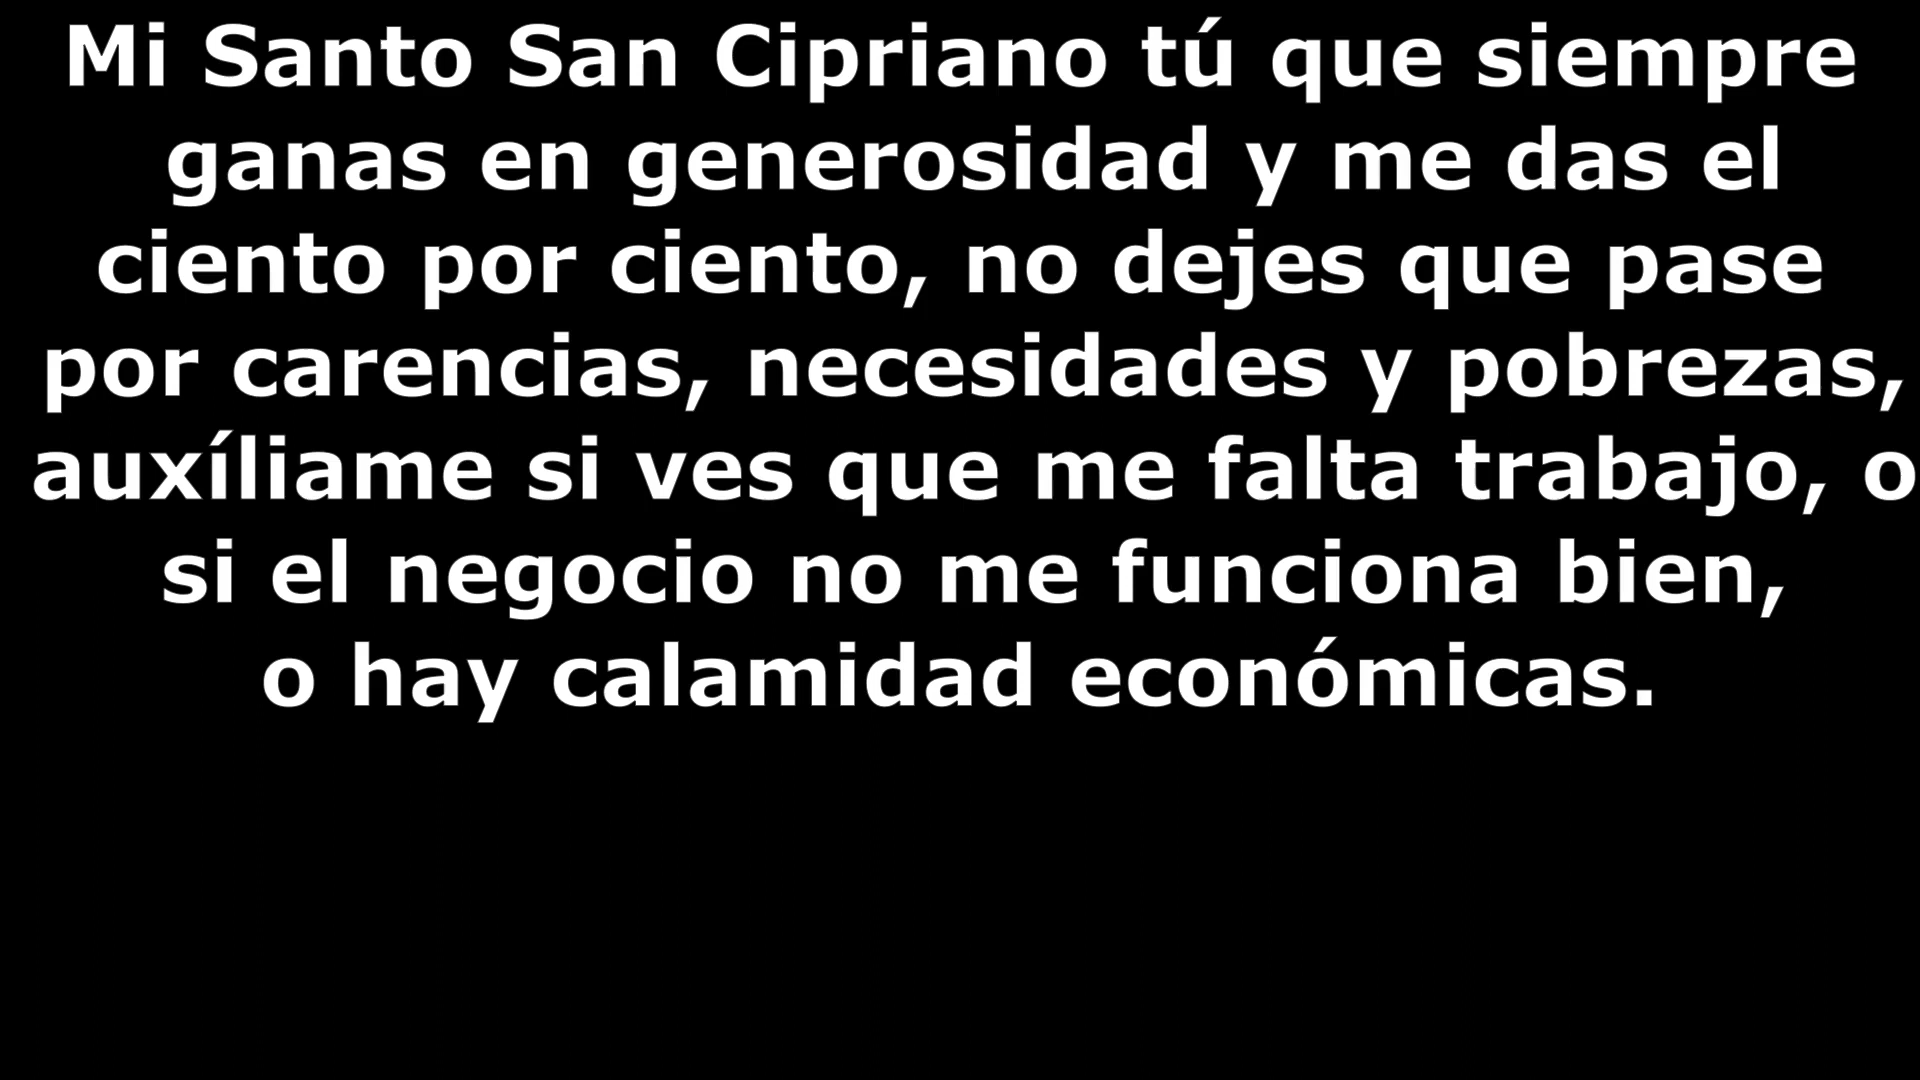 Mi Santo San Cipriano tú que siempre
ganas en generosidad y me das el
ciento por ciento, no dejes que pase
por carencias, necesidades y pobrezas,
auxíliame si ves que me falta trabajo, o
si el negocio no me funciona bien,
o hay calamidad económicas.